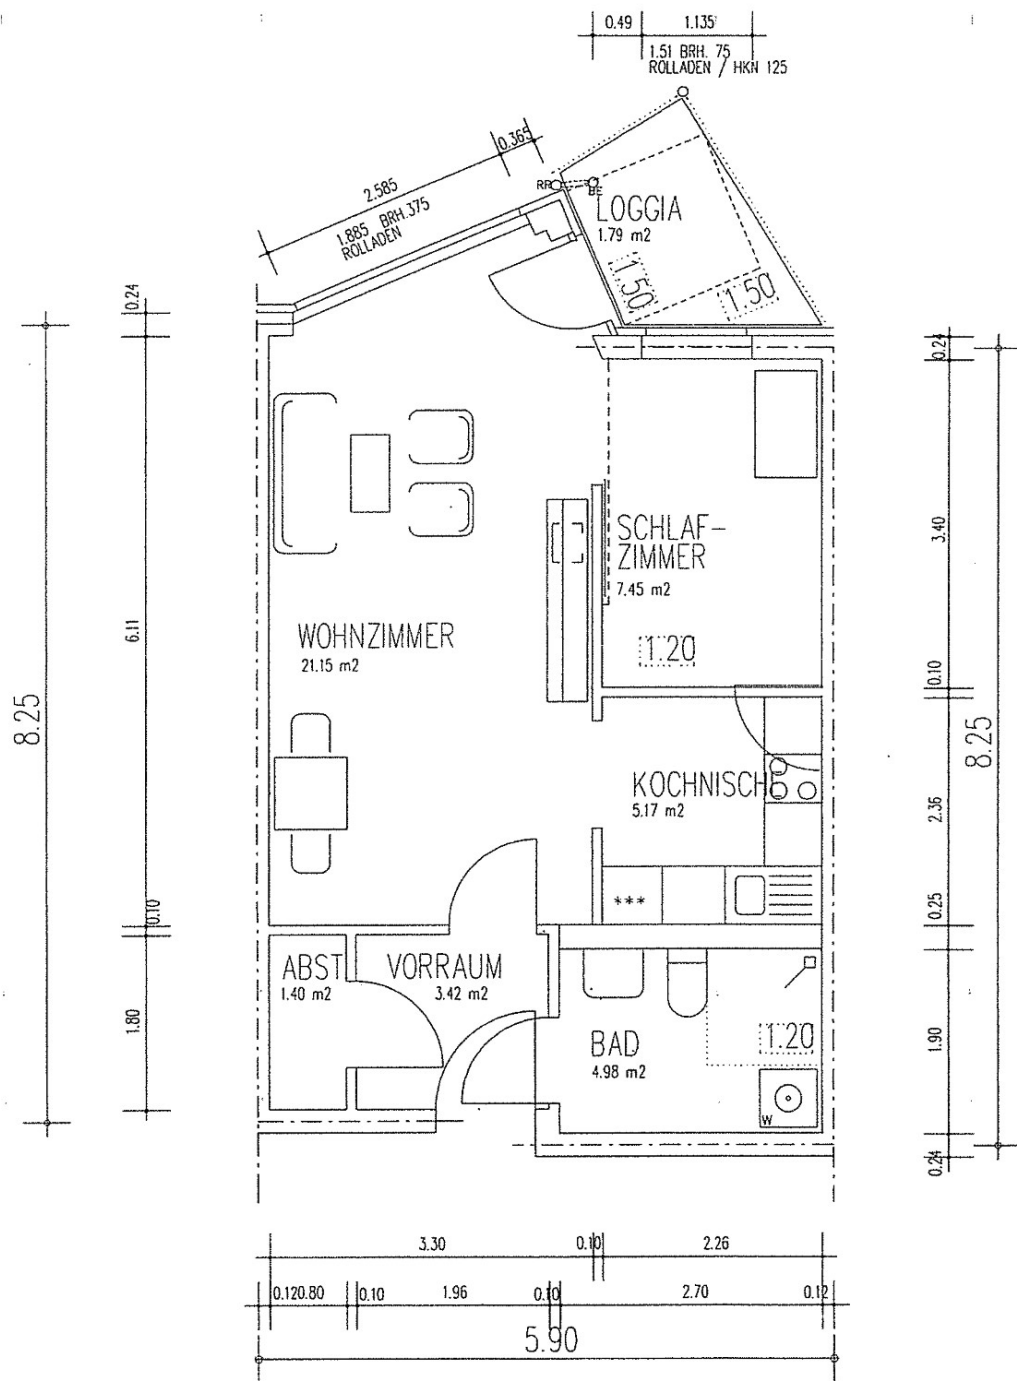 0.49
1.135
1.51 BRH. 75
ROLLADEN / HKN 125
0.365
2.585
1.885 BRH.375
ROLLADEN
RR
BE
LOGGIA
1.79 m2
1.50
1.50
0.24
6.11
0.10
1.80
8.25
0.24
3.40
0.10
2.36
0.25
1.90
0.24
8.25
SCHLAF-
ZIMMER
7.45 m2
1.20
WOHNZIMMER
21.15 m2
KOCHNISCHE
5.17 m2
***
ABST.
1.40 m2
VORRAUM
3.42 m2
BAD
4.98 m2
1.20
W
3.30
0.10
2.26
0.12
0.80
0.10
1.96
0.10
2.70
0.12
5.90